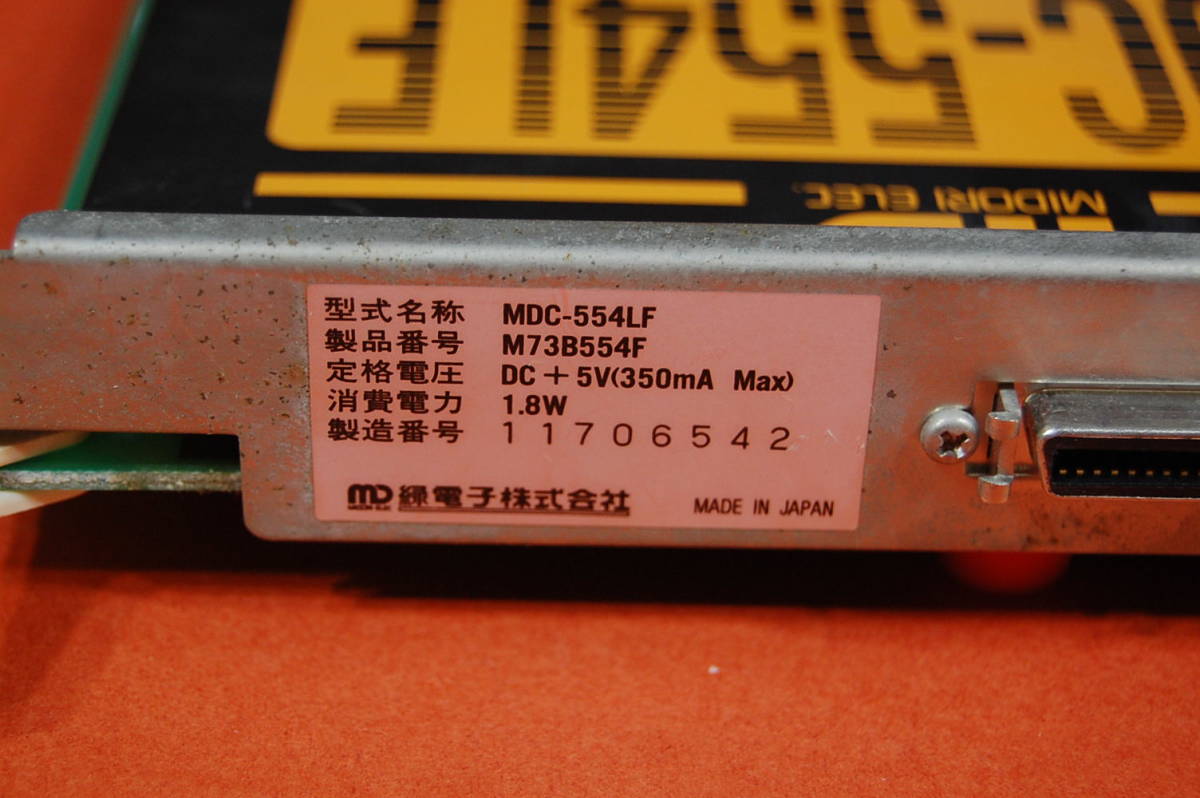 C-554LF
MIDORI ELEC.
型式名称 MDC-554LF
製品番号 M73B554F
定格電圧 DC + 5V(350mA Max)
消費電力 1.8W
製造番号 11706542
緑電子株式会社 MADE IN JAPAN